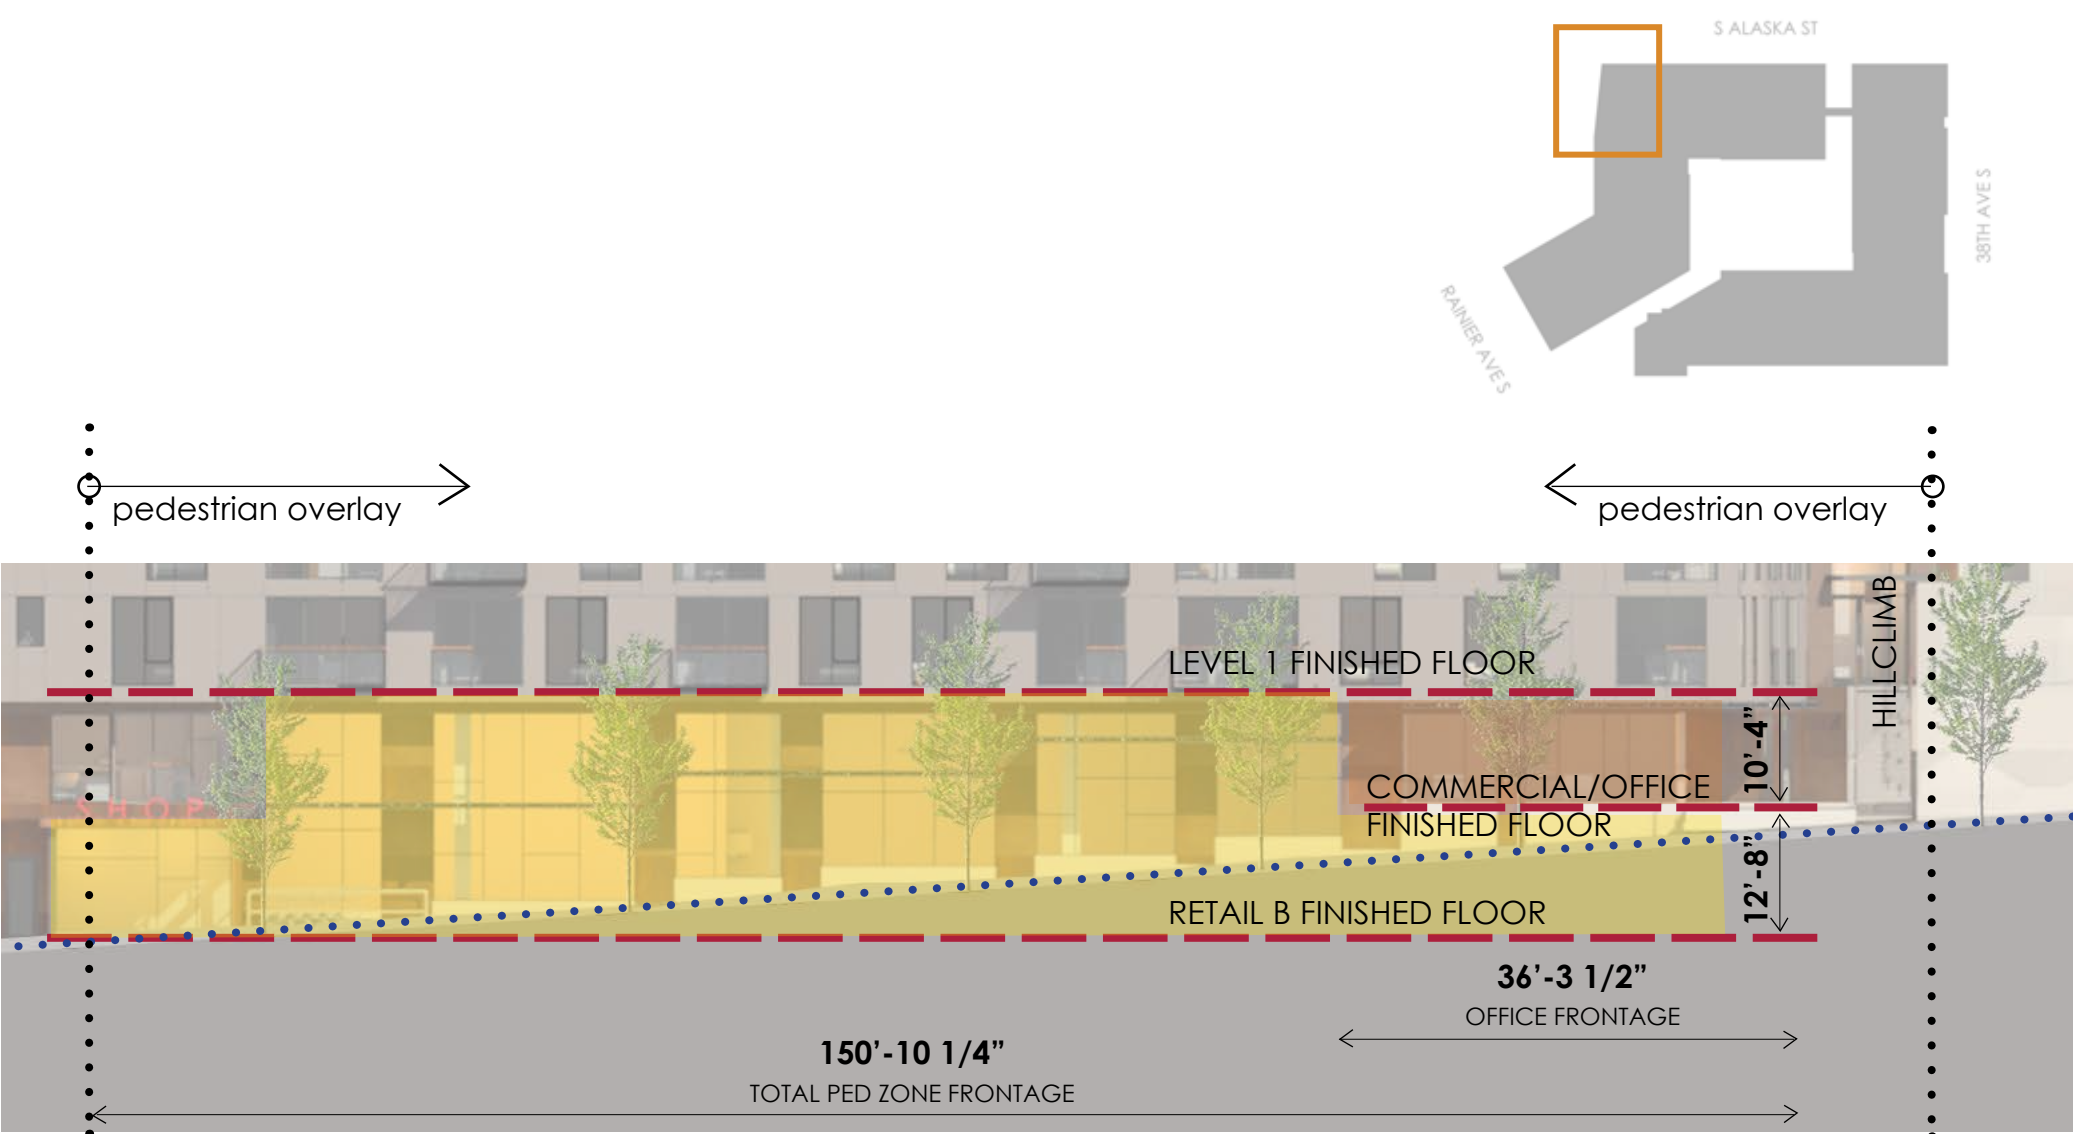 S ALASKA ST
38TH AVE S
RAINIER AVE S
pedestrian overlay
pedestrian overlay
HILLCLIMB
LEVEL 1 FINISHED FLOOR
10’-4”
COMMERCIAL/OFFICE
FINISHED FLOOR
SHOP
12’-8”
RETAIL B FINISHED FLOOR
36’-3 1/2”
OFFICE FRONTAGE
150’-10 1/4”
TOTAL PED ZONE FRONTAGE